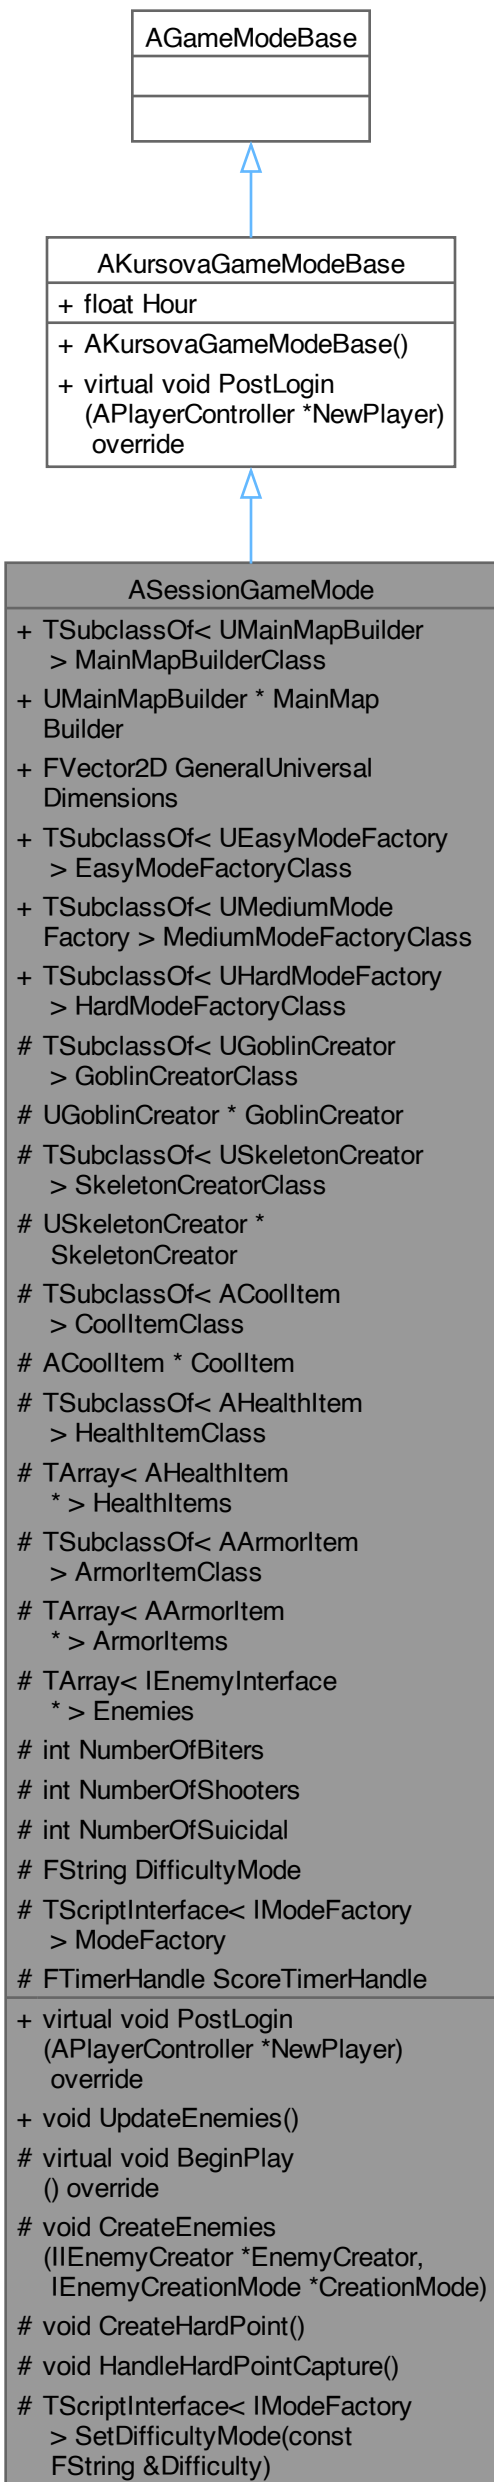 AGameModeBase
AKursovaGameModeBase
+ float Hour
+ AKursovaGameModeBase()
+ virtual void PostLogin
(APlayerController *NewPlayer)
override
ASessionGameMode
+ TSubclassOf< UMainMapBuilder
> MainMapBuilderClass
+ UMainMapBuilder * MainMap
Builder
+ FVector2D GeneralUniversal
Dimensions
+ TSubclassOf< UEasyModeFactory
> EasyModeFactoryClass
+ TSubclassOf< UMediumMode
Factory > MediumModeFactoryClass
+ TSubclassOf< UHardModeFactory
> HardModeFactoryClass
# TSubclassOf< UGoblinCreator
> GoblinCreatorClass
# UGoblinCreator * GoblinCreator
# TSubclassOf< USkeletonCreator
> SkeletonCreatorClass
# USkeletonCreator *
SkeletonCreator
# TSubclassOf< ACoolItem
> CoolItemClass
# ACoolItem * CoolItem
# TSubclassOf< AHealthItem
> HealthItemClass
# TArray< AHealthItem
* > HealthItems
# TSubclassOf< AArmorItem
> ArmorItemClass
# TArray< AArmorItem
* > ArmorItems
# TArray< IEnemyInterface
* > Enemies
# int NumberOfBiters
# int NumberOfShooters
# int NumberOfSuicidal
# FString DifficultyMode
# TScriptInterface< IModeFactory
> ModeFactory
# FTimerHandle ScoreTimerHandle
+ virtual void PostLogin
(APlayerController *NewPlayer)
override
+ void UpdateEnemies()
# virtual void BeginPlay
() override
# void CreateEnemies
(IIEnemyCreator *EnemyCreator,
IEnemyCreationMode *CreationMode)
# void CreateHardPoint()
# void HandleHardPointCapture()
# TScriptInterface< IModeFactory
> SetDifficultyMode(const
FString &Difficulty)